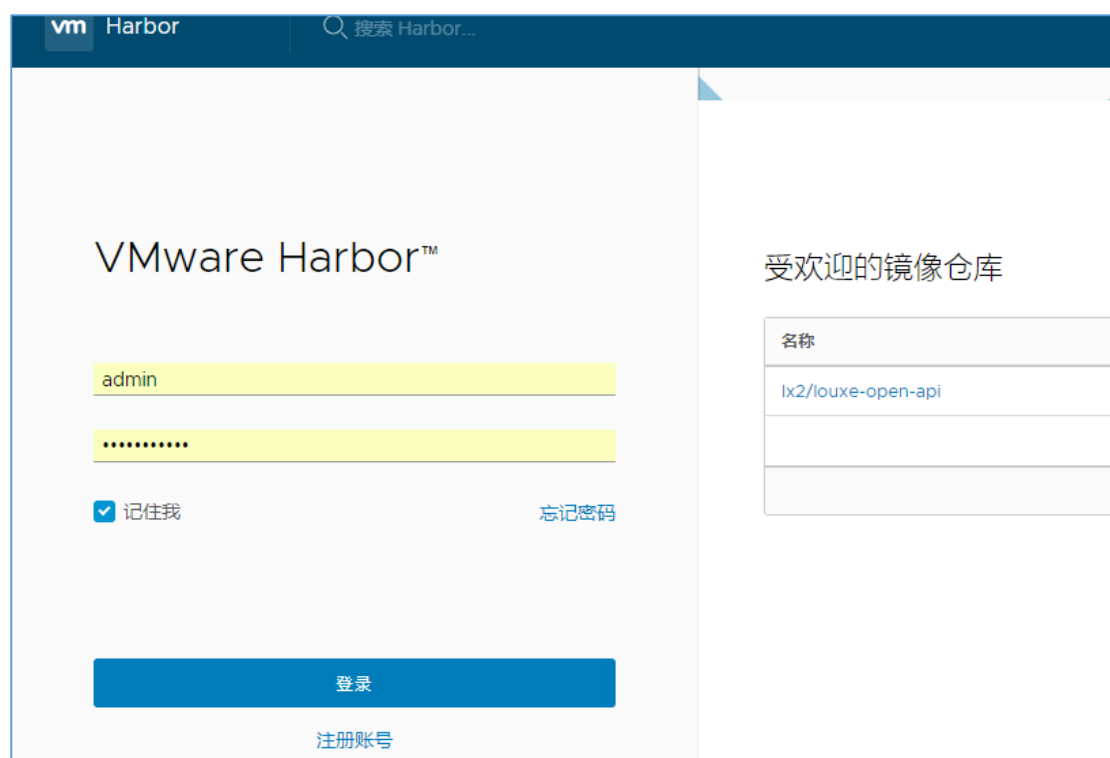 vm Harbor
搜索 Harbor...
VMware Harbor™
admin
•••••••••••
记住我
忘记密码
登录
注册账号
受欢迎的镜像仓库
名称
lx2/louxe-open-api